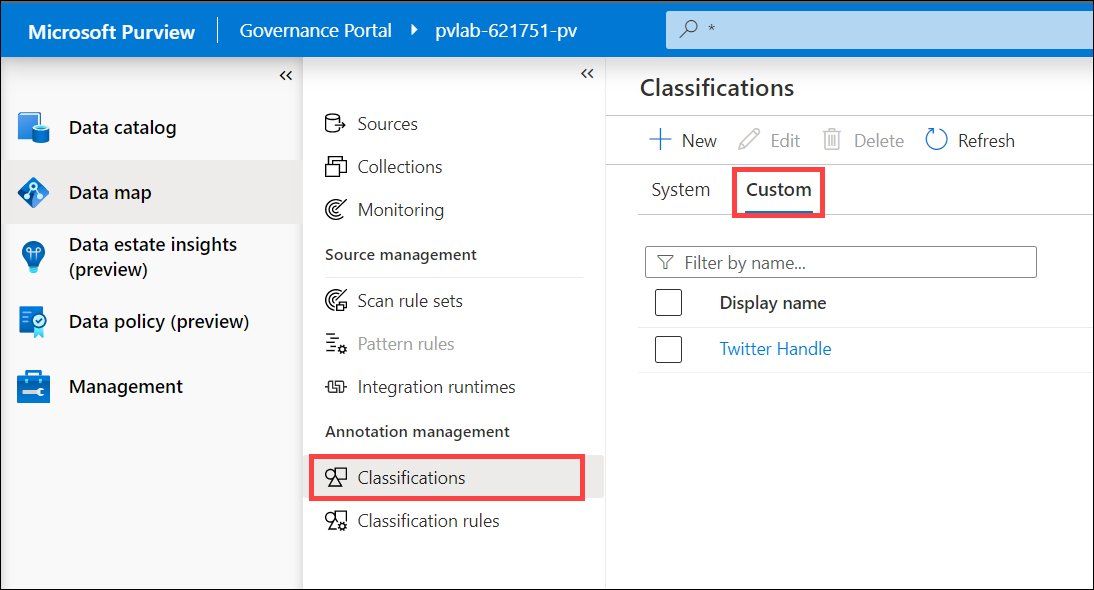 Microsoft Purview Governance Portal pvlab-621751-pv *
Data catalog
Data map
Data estate insights
(preview)
Data policy (preview)
Management
Sources
Collections
Monitoring
Source management
Scan rule sets
Pattern rules
Integration runtimes
Annotation management
Classifications
Classification rules
Classifications
New Edit Delete Refresh
System Custom
Filter by name...
Display name
Twitter Handle